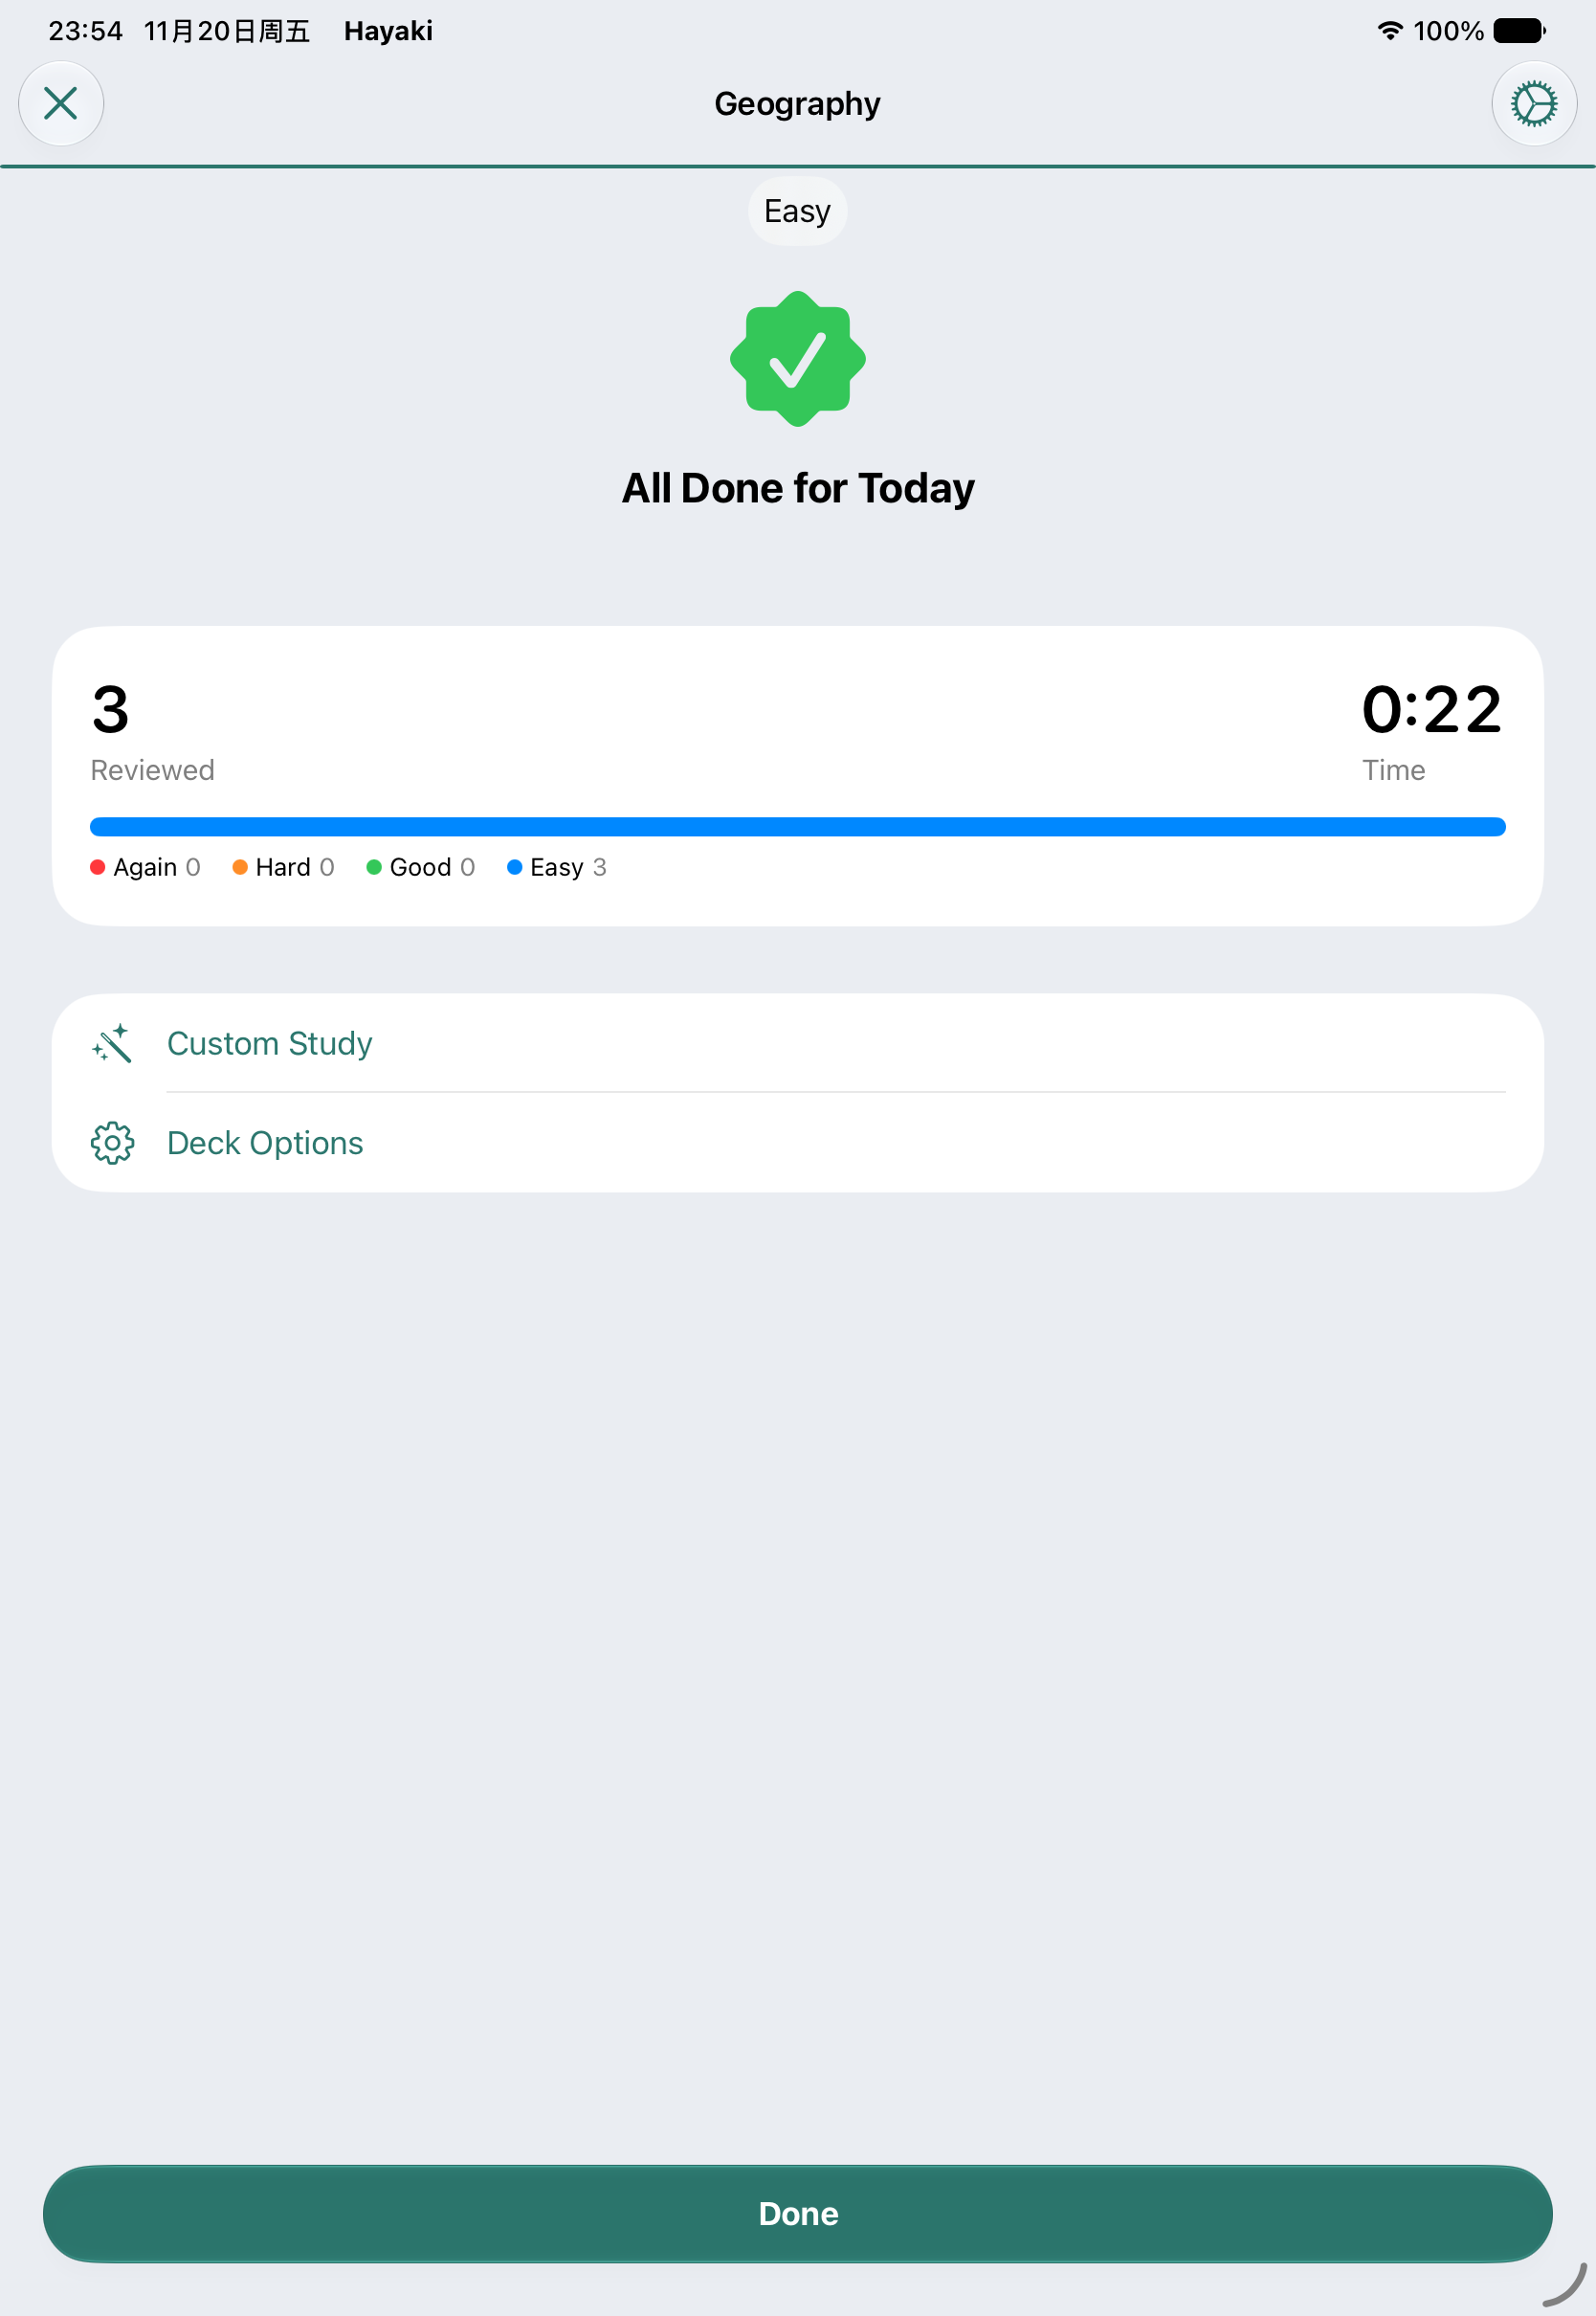 23:54 11月20日周五 Hayaki 100%
Geography
Easy
All Done for Today
3 0:22
Reviewed Time
Again 0 Hard 0 Good 0 Easy 3
Custom Study
Deck Options
Done